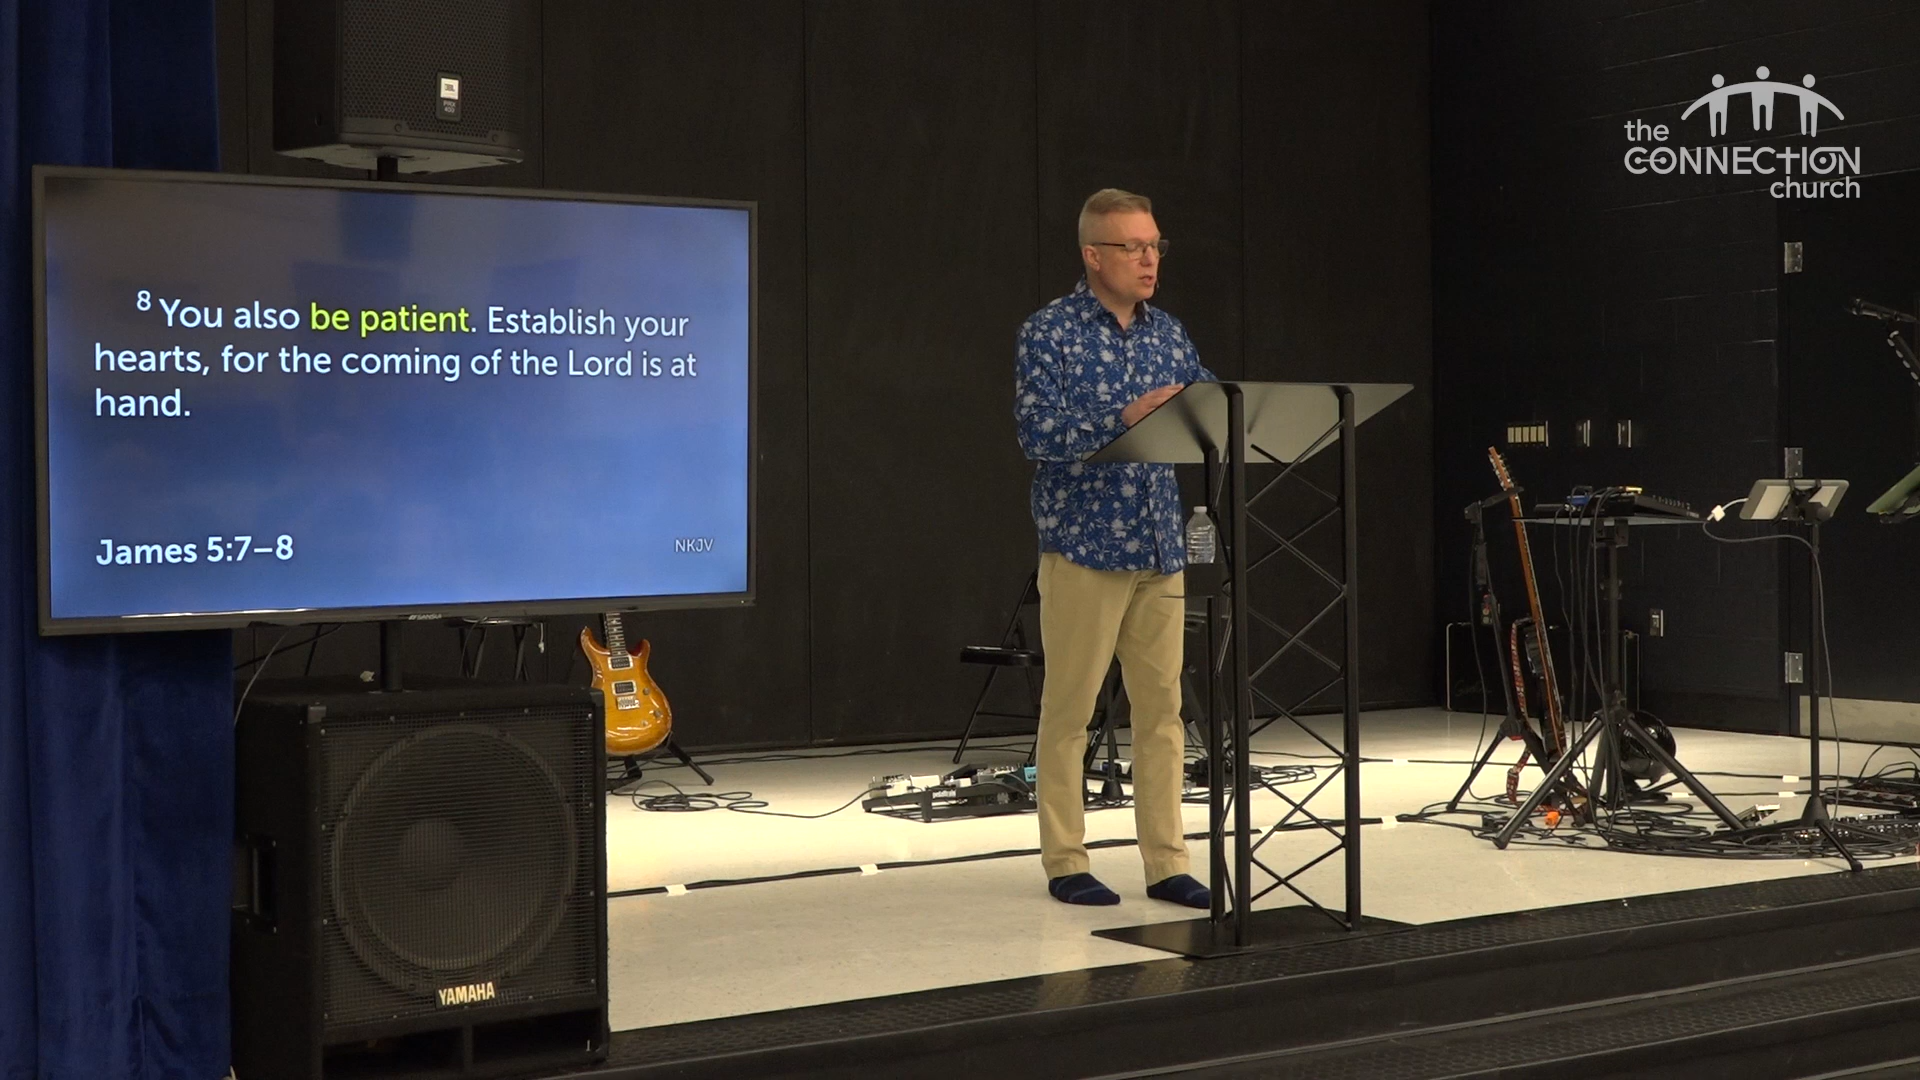 JBL
the
CONNECTION
church
8 You also be patient. Establish your
hearts, for the coming of the Lord is at
hand.
James 5:7–8
NKJV
SANSUI
YAMAHA